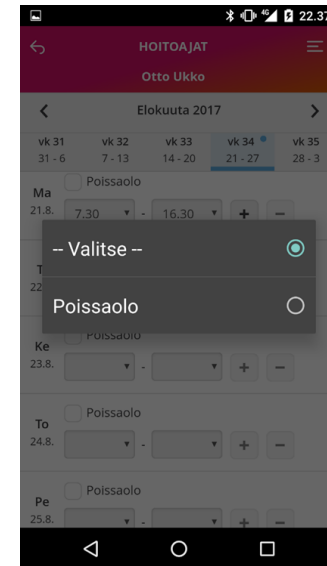 4G 22.37
HOITOAJAT
Otto Ukko
Elokuuta 2017
vk 31 vk 32 vk 33 vk 34 vk 35
31 - 6 7 - 13 14 - 20 21 - 27 28 - 3
Poissaolo
Ma
21.8. 7.30 - 16.30 + −
-- Valitse --
T
22
Poissaolo
Poissaolo
Ke
23.8. - + −
Poissaolo
To
24.8. - + −
Poissaolo
Pe
25.8. - + −